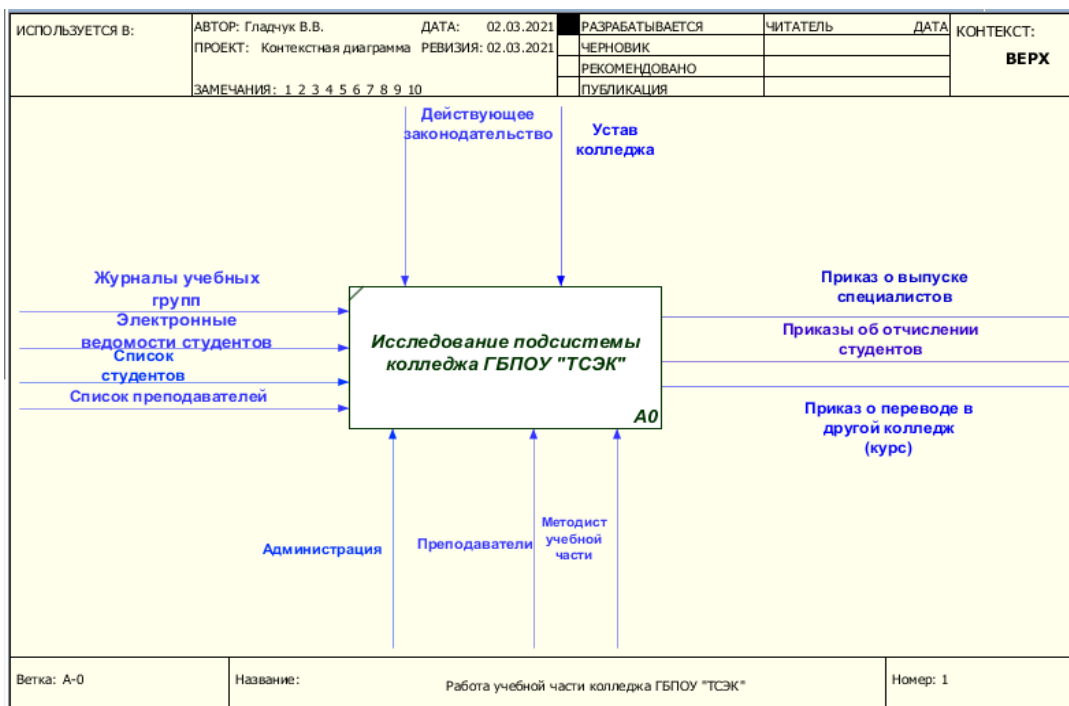 ИСПОЛЬЗУЕТСЯ В:
АВТОР: Гладчук В.В. ДАТА: 02.03.2021
ПРОЕКТ: Контекстная диаграмма РЕВИЗИЯ: 02.03.2021
ЗАМЕЧАНИЯ: 1 2 3 4 5 6 7 8 9 10
РАЗРАБАТЫВАЕТСЯ
ЧЕРНОВИК
РЕКОМЕНДОВАНО
ПУБЛИКАЦИЯ
ЧИТАТЕЛЬ ДАТА
КОНТЕКСТ:
ВЕРХ
Действующее
законодательство
Устав
колледжа
Журналы учебных
групп
Электронные
ведомости студентов
Список
студентов
Список преподавателей
Исследование подсистемы
колледжа ГБПОУ "ТСЭК"
A0
Приказ о выпуске
специалистов
Приказы об отчислении
студентов
Приказ о переводе в
другой колледж
(курс)
Администрация
Преподаватели
Методист
учебной
части
Ветка: A-0
Название:
Работа учебной части колледжа ГБПОУ "ТСЭК"
Номер: 1